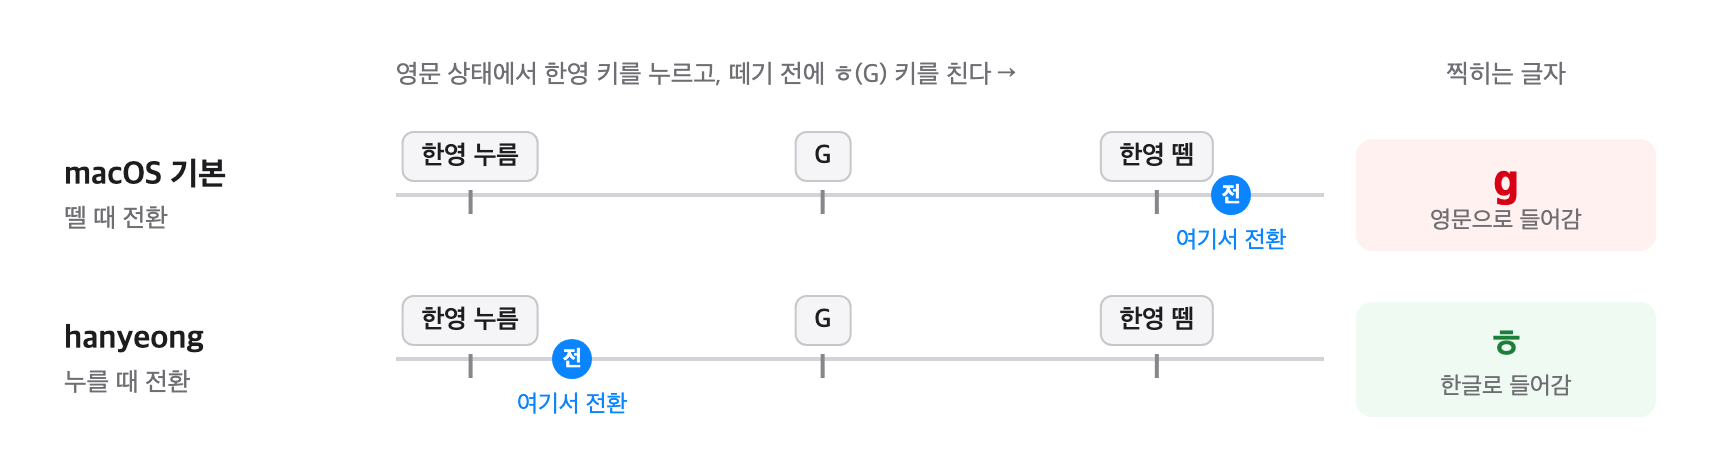 영문 상태에서 한영 키를 누르고, 떼기 전에 ㅎ(G) 키를 친다 → 찍히는 글자
macOS 기본
뗄 때 전환
한영 누름 G 한영 뗌
전
여기서 전환
g
영문으로 들어감
hanyeong
누를 때 전환
한영 누름 G 한영 뗌
전
여기서 전환
ㅎ
한글로 들어감